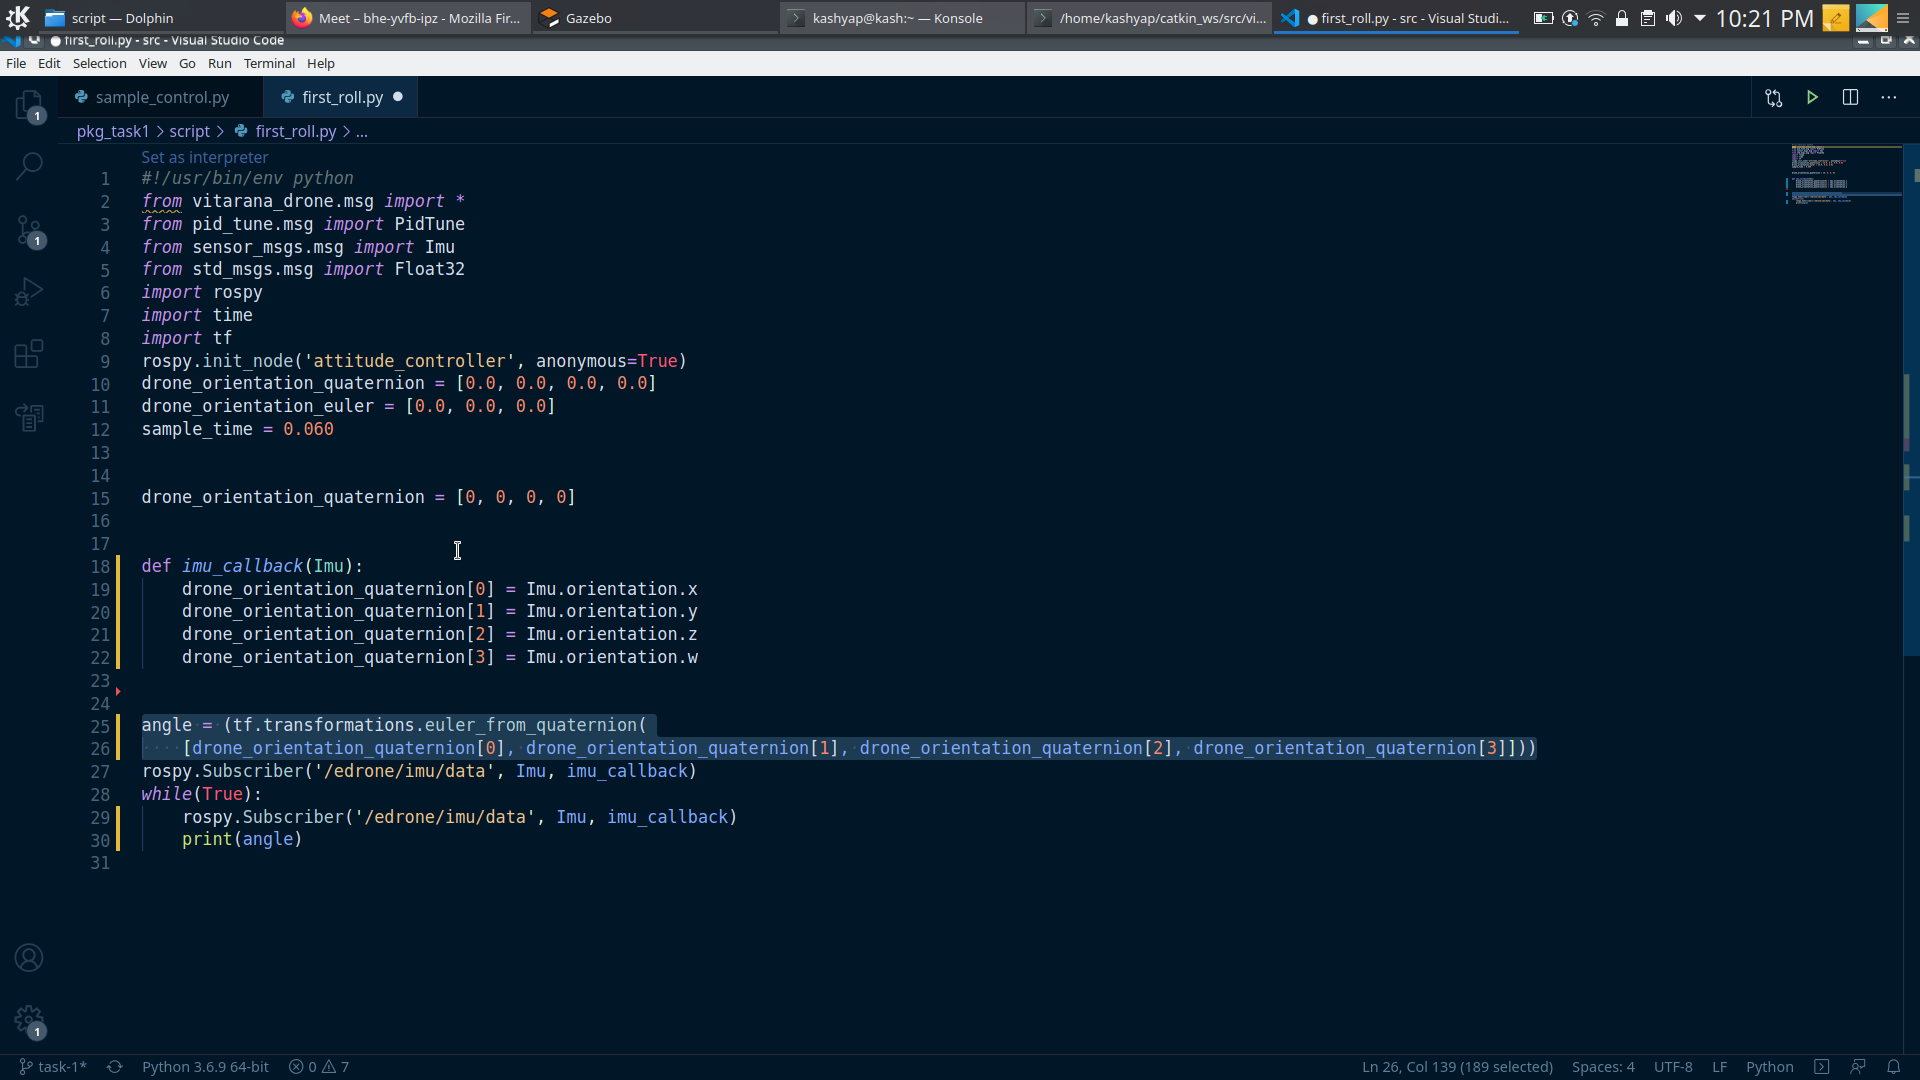 script — Dolphin
Meet – bhe-yvfb-ipz - Mozilla Fir...
Gazebo
kashyap@kash:~ — Konsole
/home/kashyap/catkin_ws/src/vi...
● first_roll.py - src - Visual Studi...
10:21 PM
● first_roll.py - src - Visual Studio Code
File Edit Selection View Go Run Terminal Help
sample_control.py
first_roll.py ●
pkg_task1 > script > first_roll.py > ...
Set as interpreter
1 #!/usr/bin/env python
2 from vitarana_drone.msg import *
3 from pid_tune.msg import PidTune
4 from sensor_msgs.msg import Imu
5 from std_msgs.msg import Float32
6 import rospy
7 import time
8 import tf
9 rospy.init_node('attitude_controller', anonymous=True)
10 drone_orientation_quaternion = [0.0, 0.0, 0.0, 0.0]
11 drone_orientation_euler = [0.0, 0.0, 0.0]
12 sample_time = 0.060
13
14
15 drone_orientation_quaternion = [0, 0, 0, 0]
16
17
18 def imu_callback(Imu):
19     drone_orientation_quaternion[0] = Imu.orientation.x
20     drone_orientation_quaternion[1] = Imu.orientation.y
21     drone_orientation_quaternion[2] = Imu.orientation.z
22     drone_orientation_quaternion[3] = Imu.orientation.w
23
24
25 angle = (tf.transformations.euler_from_quaternion(
26     [drone_orientation_quaternion[0], drone_orientation_quaternion[1], drone_orientation_quaternion[2], drone_orientation_quaternion[3]]))
27 rospy.Subscriber('/edrone/imu/data', Imu, imu_callback)
28 while(True):
29     rospy.Subscriber('/edrone/imu/data', Imu, imu_callback)
30     print(angle)
31
1
1
1
task-1* Python 3.6.9 64-bit 0 7 Ln 26, Col 139 (189 selected) Spaces: 4 UTF-8 LF Python